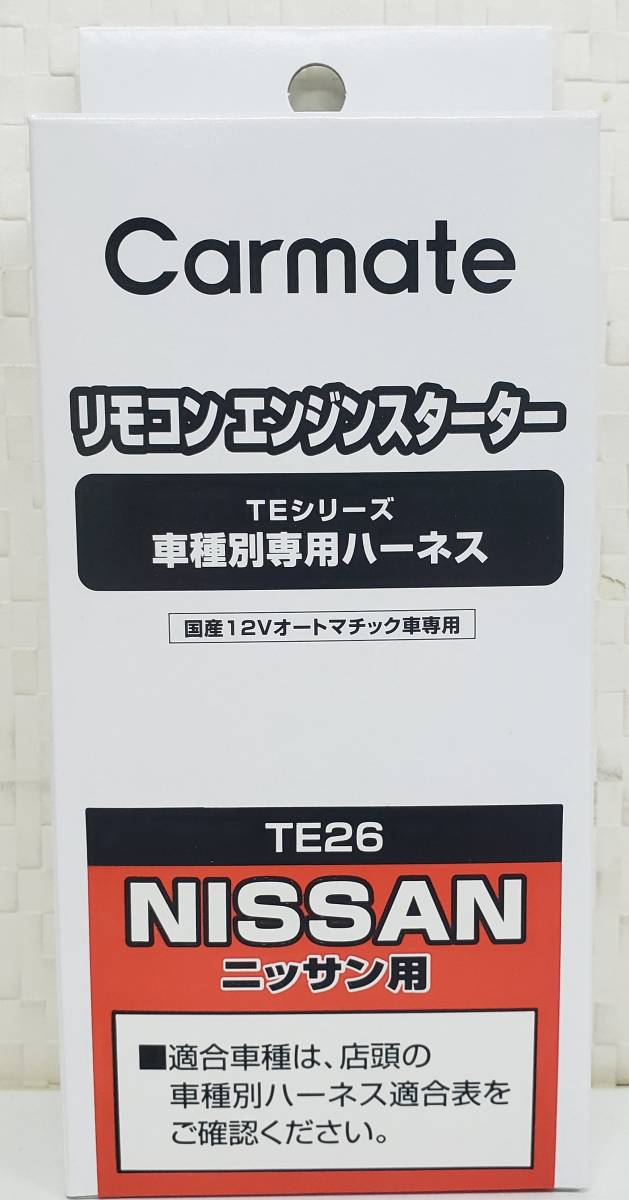 Carmate
リモコンエンジンスターター
TEシリーズ
車種別専用ハーネス
国産12Vオートマチック車専用
TE26
NISSAN
ニッサン用
■適合車種は、店頭の
車種別ハーネス適合表を
ご確認ください。